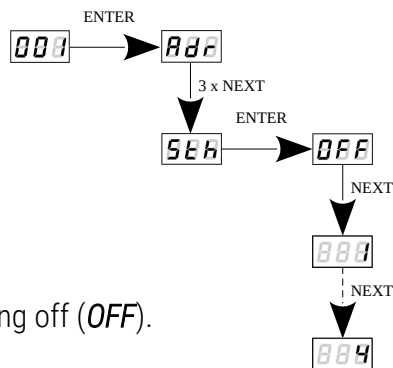 ENTER
001 Adr
3 x NEXT
ENTER
Sth OFF
NEXT
1
NEXT
ng off (OFF).
4